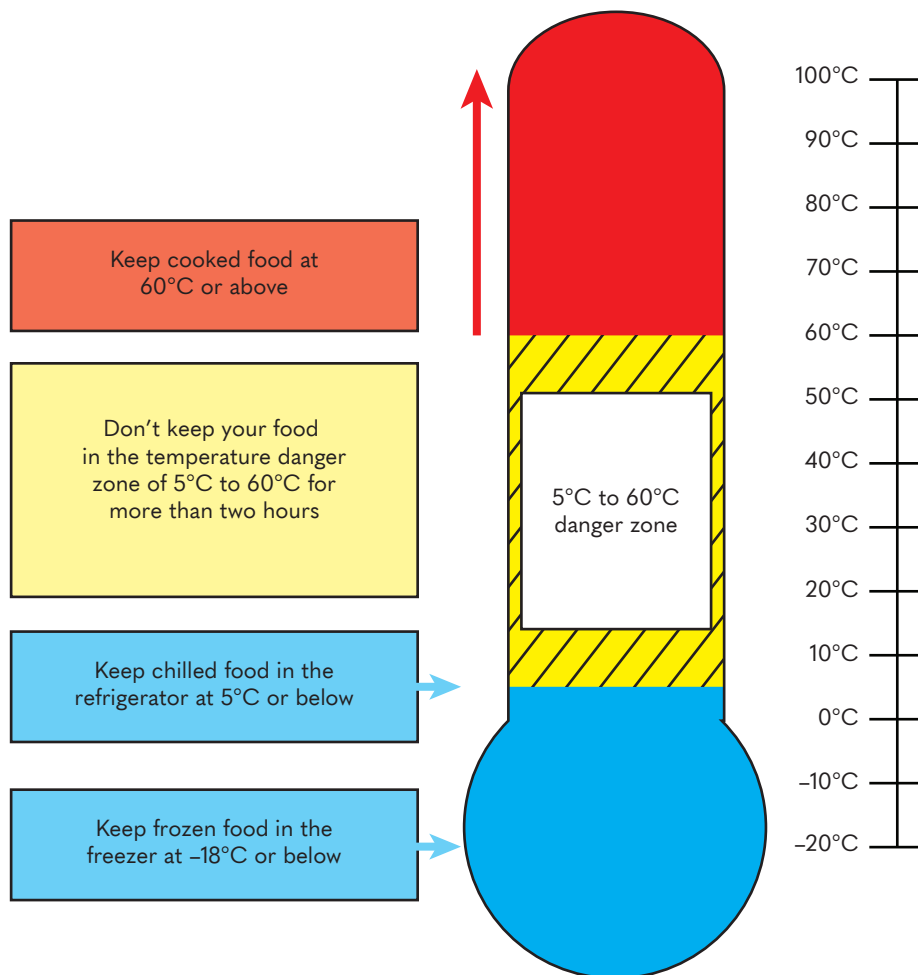 Keep cooked food at
60°C or above
Don't keep your food
in the temperature danger
zone of 5°C to 60°C for
more than two hours
Keep chilled food in the
refrigerator at 5°C or below
Keep frozen food in the
freezer at –18°C or below
5°C to 60°C
danger zone
100°C
90°C
80°C
70°C
60°C
50°C
40°C
30°C
20°C
10°C
0°C
–10°C
–20°C